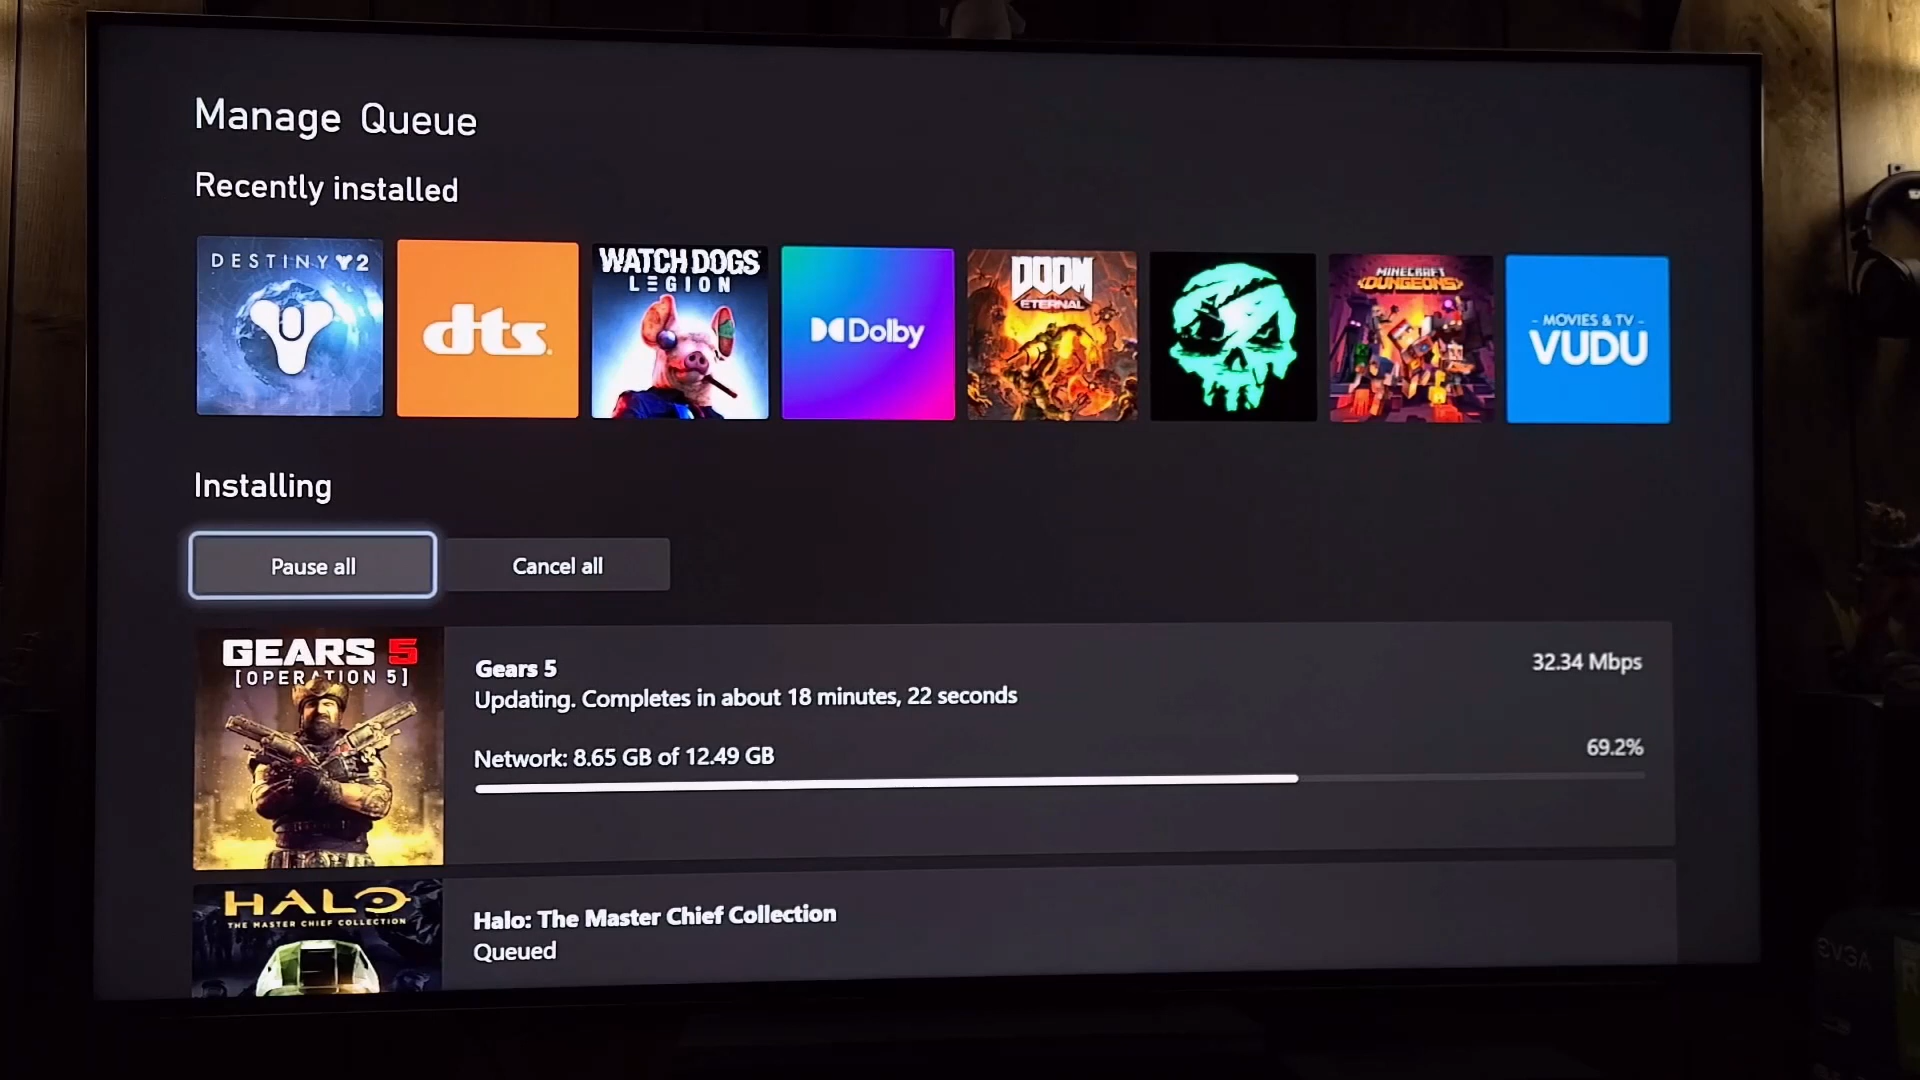 Manage Queue
Recently installed
DESTINY 2
dts
WATCH DOGS
LEGION
Dolby
DOOM
ETERNAL
MINECRAFT
DUNGEONS
- MOVIES & TV -
VUDU
Installing
Pause all
Cancel all
GEARS 5
[OPERATION 5]
Gears 5
32.34 Mbps
Updating. Completes in about 18 minutes, 22 seconds
Network: 8.65 GB of 12.49 GB
69.2%
HALO
THE MASTER CHIEF COLLECTION
Halo: The Master Chief Collection
Queued
EVGA